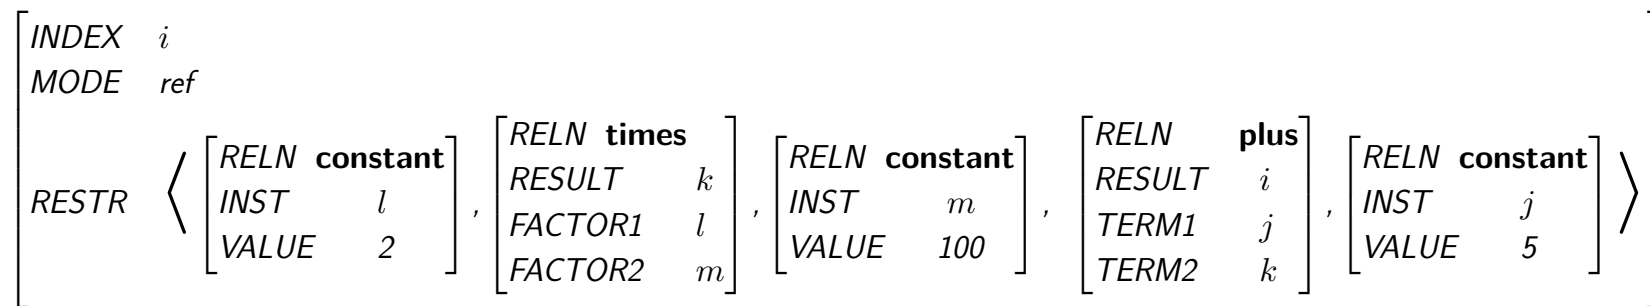 INDEX i
MODE ref
RESTR ⟨ [RELN constant INST l VALUE 2], [RELN times RESULT k FACTOR1 l FACTOR2 m], [RELN constant INST m VALUE 100], [RELN plus RESULT i TERM1 j TERM2 k], [RELN constant INST j VALUE 5] ⟩